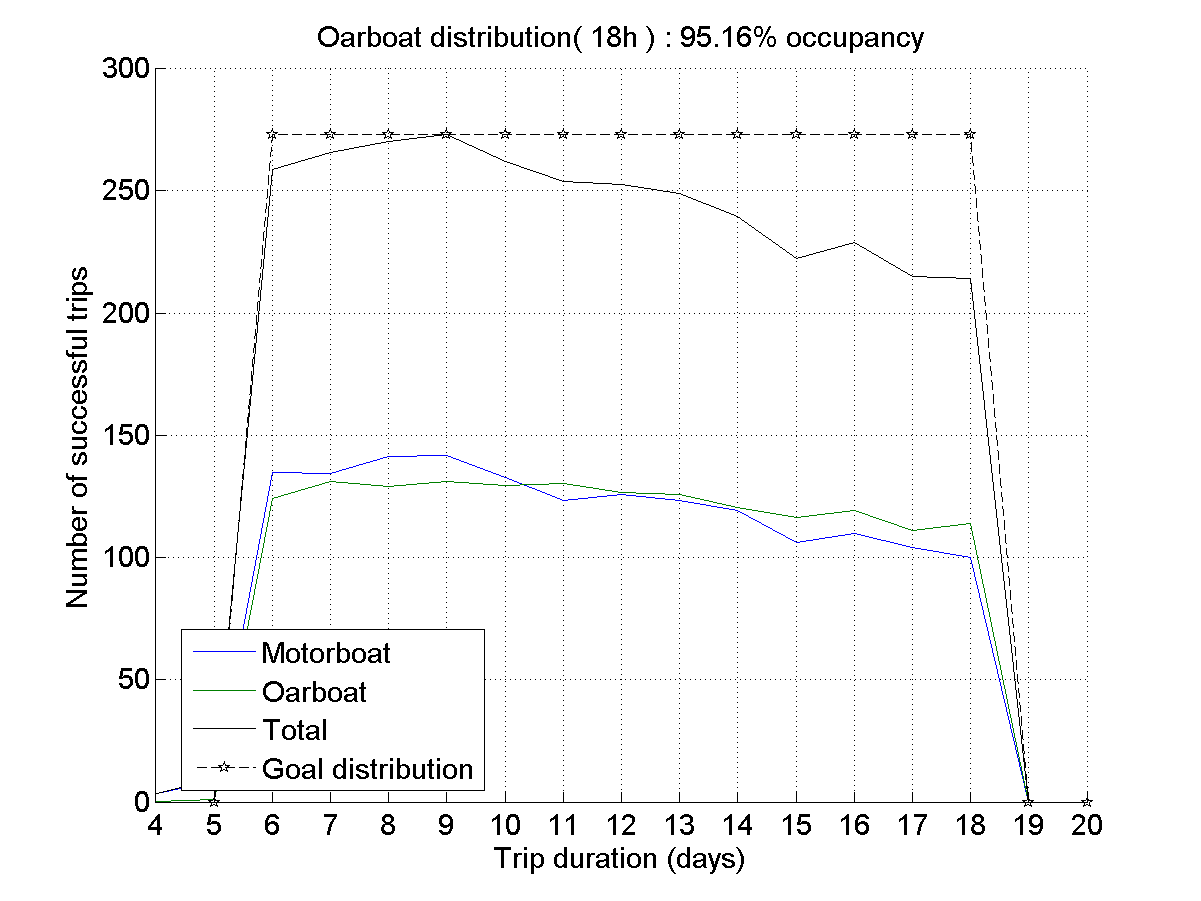 Oarboat distribution( 18h ) : 95.16% occupancy
300
250
200
150
100
50
0
Number of successful trips
Motorboat
Oarboat
Total
Goal distribution
4 5 6 7 8 9 10 11 12 13 14 15 16 17 18 19 20
Trip duration (days)